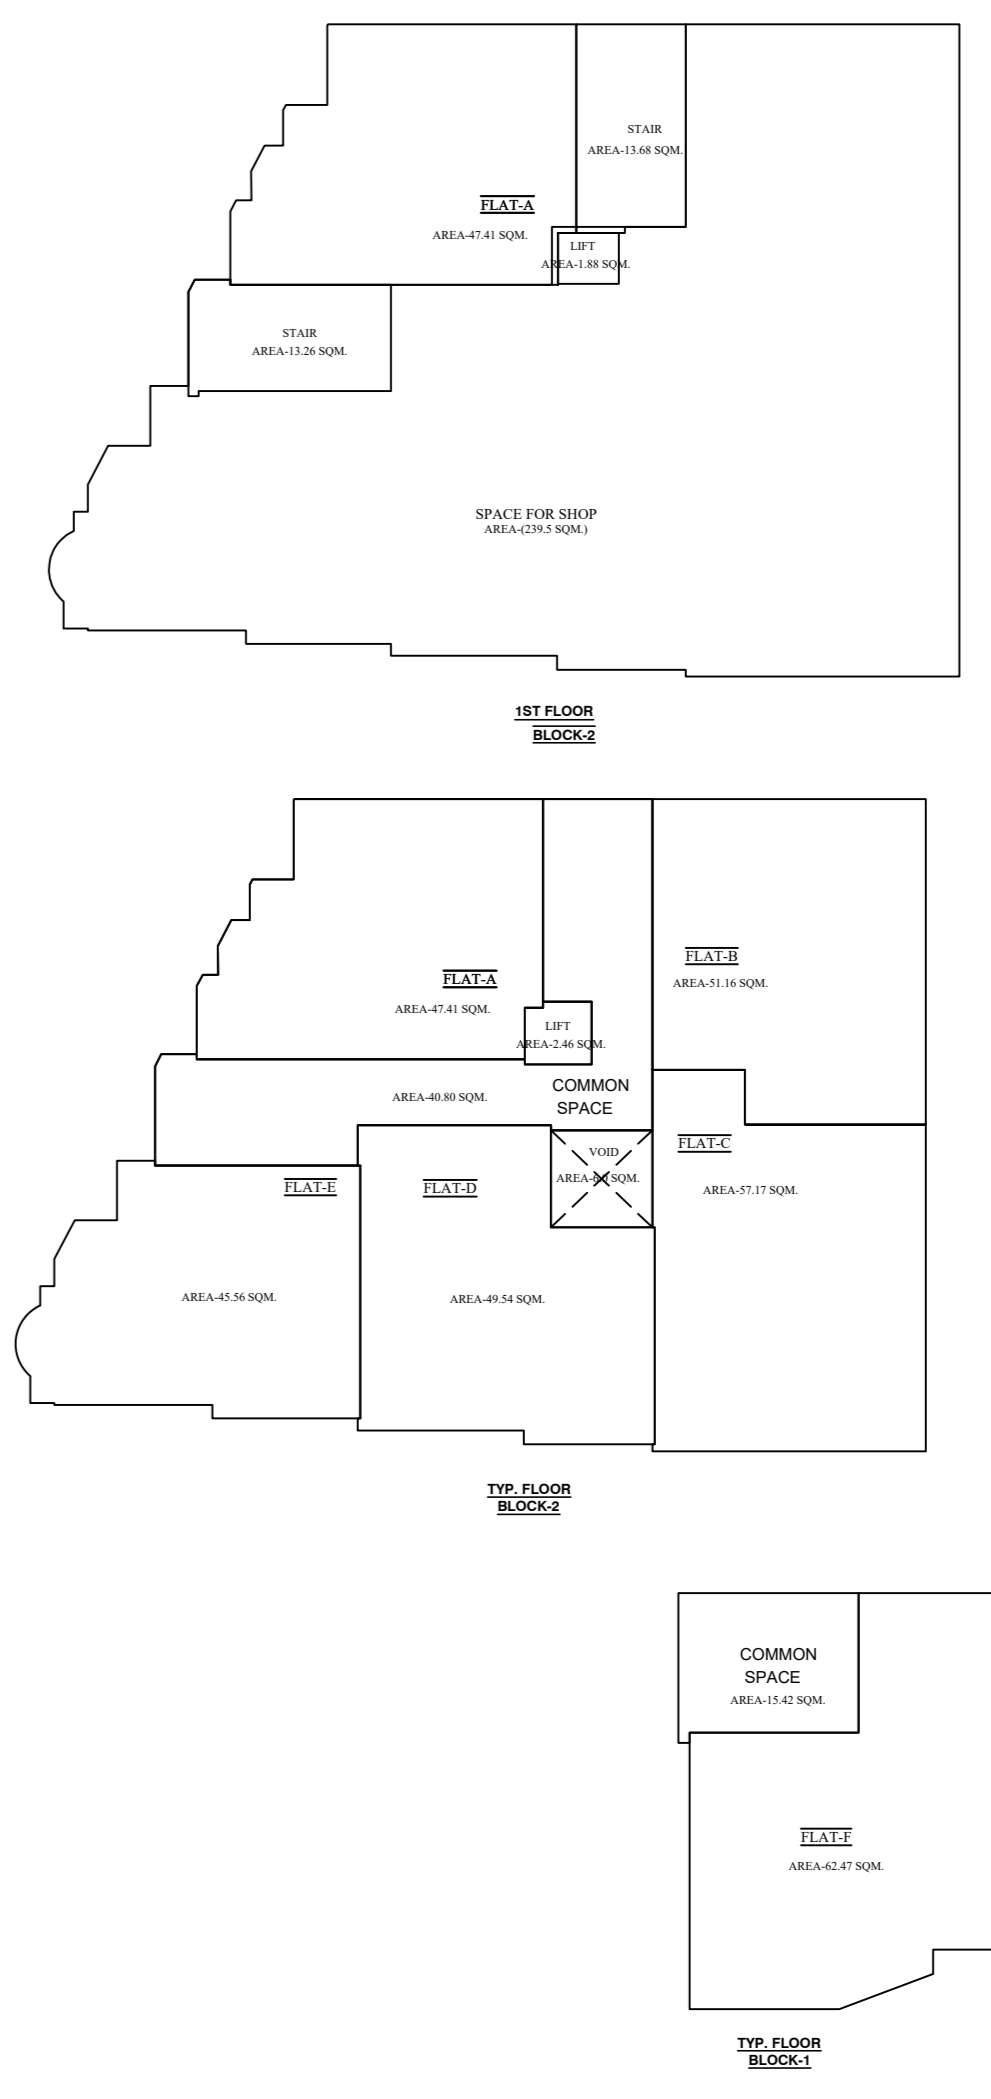 STAIR
AREA-13.68 SQM.
FLAT-A
AREA-47.41 SQM.
LIFT
AREA-1.88 SQM.
STAIR
AREA-13.26 SQM.
SPACE FOR SHOP
AREA-(239.5 SQM.)
1ST FLOOR
BLOCK-2
FLAT-B
AREA-51.16 SQM.
FLAT-A
AREA-47.41 SQM.
LIFT
AREA-2.46 SQM.
COMMON
SPACE
AREA-40.80 SQM.
FLAT-C
VOID
AREA-6.0 SQM.
FLAT-E
FLAT-D
AREA-57.17 SQM.
AREA-45.56 SQM.
AREA-49.54 SQM.
TYP. FLOOR
BLOCK-2
COMMON
SPACE
AREA-15.42 SQM.
FLAT-F
AREA-62.47 SQM.
TYP. FLOOR
BLOCK-1